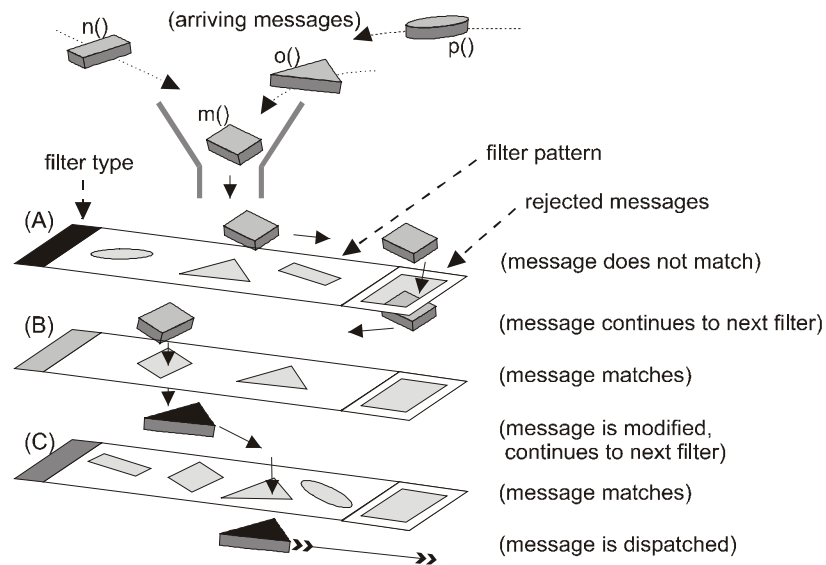 n()
(arriving messages)
p()
o()
m()
filter type
filter pattern
rejected messages
(A)
(message does not match)
(B)
(message continues to next filter)
(message matches)
(message is modified,
continues to next filter)
(C)
(message matches)
(message is dispatched)